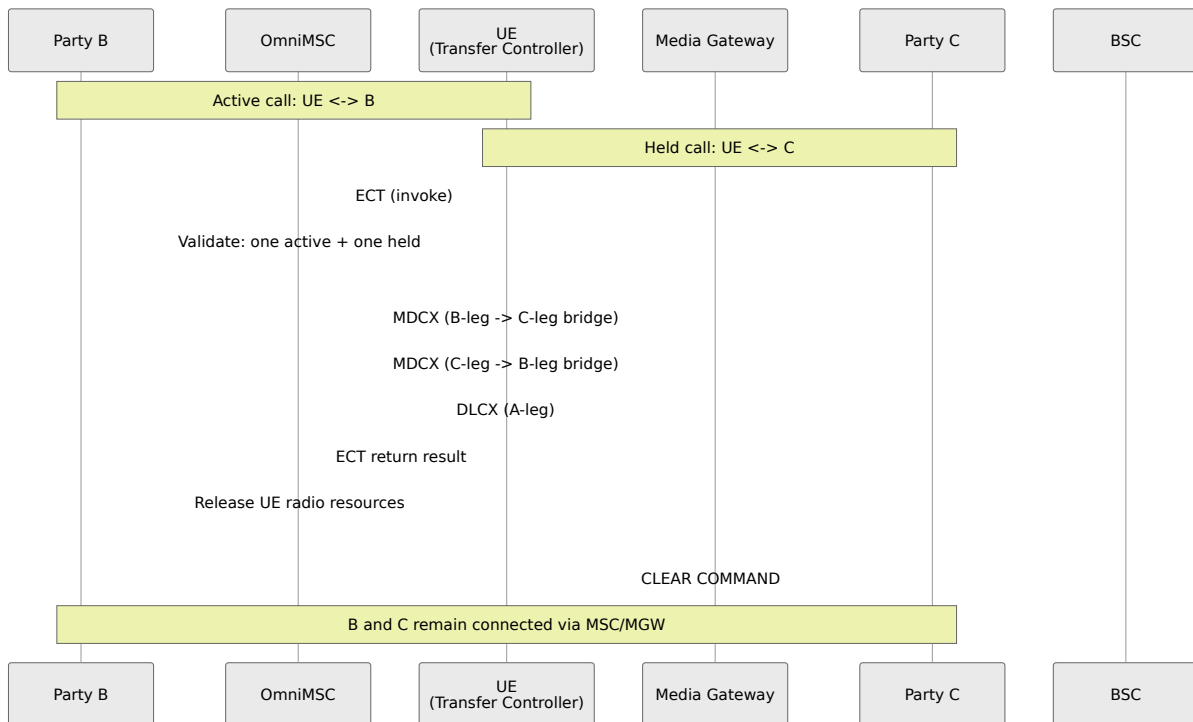 Party B
OmniMSC
UE
(Transfer Controller)
Media Gateway
Party C
BSC
Active call: UE <-> B
Held call: UE <-> C
ECT (invoke)
Validate: one active + one held
MDCX (B-leg -> C-leg bridge)
MDCX (C-leg -> B-leg bridge)
DLCX (A-leg)
ECT return result
Release UE radio resources
CLEAR COMMAND
B and C remain connected via MSC/MGW
Party B
OmniMSC
UE
(Transfer Controller)
Media Gateway
Party C
BSC